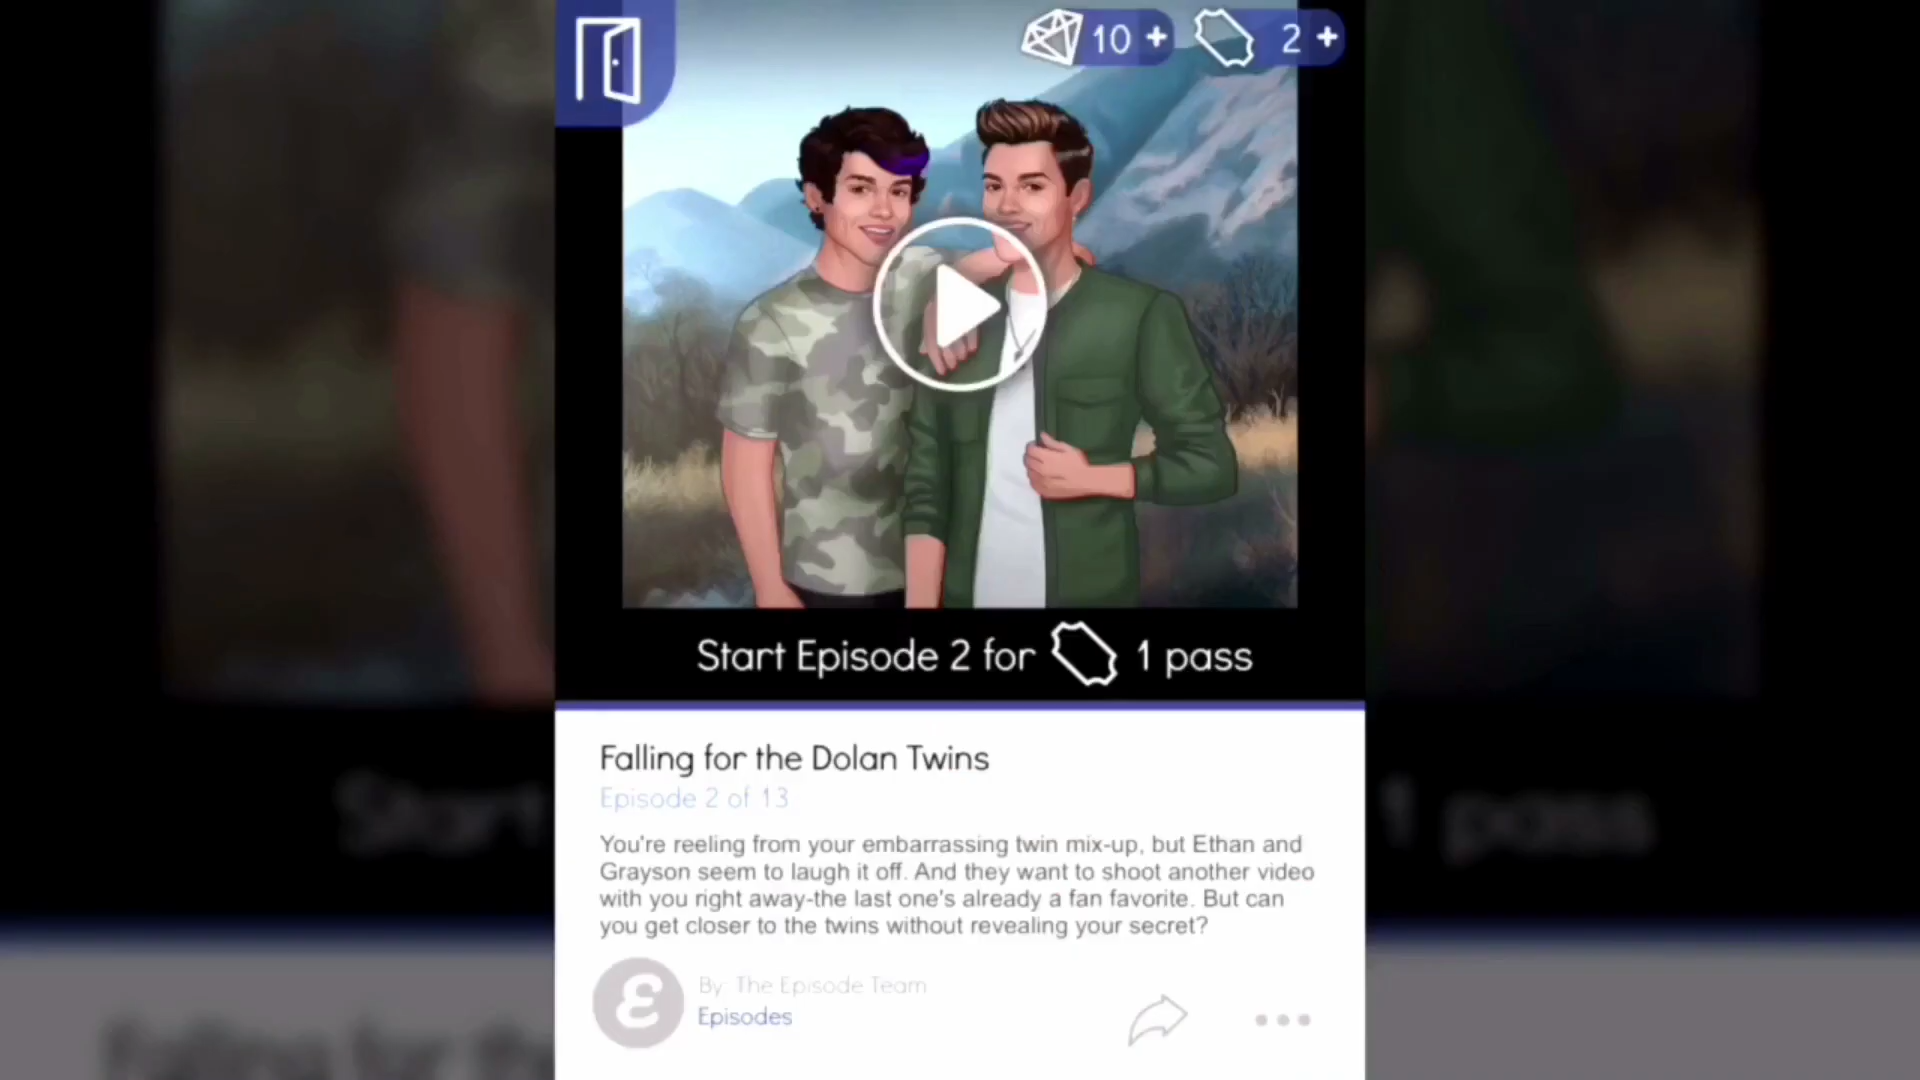 10 +
2 +
Start Episode 2 for 1 pass
Falling for the Dolan Twins
Episode 2 of 13
You're reeling from your embarrassing twin mix-up, but Ethan and
Grayson seem to laugh it off. And they want to shoot another video
with you right away-the last one's already a fan favorite. But can
you get closer to the twins without revealing your secret?
By: The Episode Team
Episodes